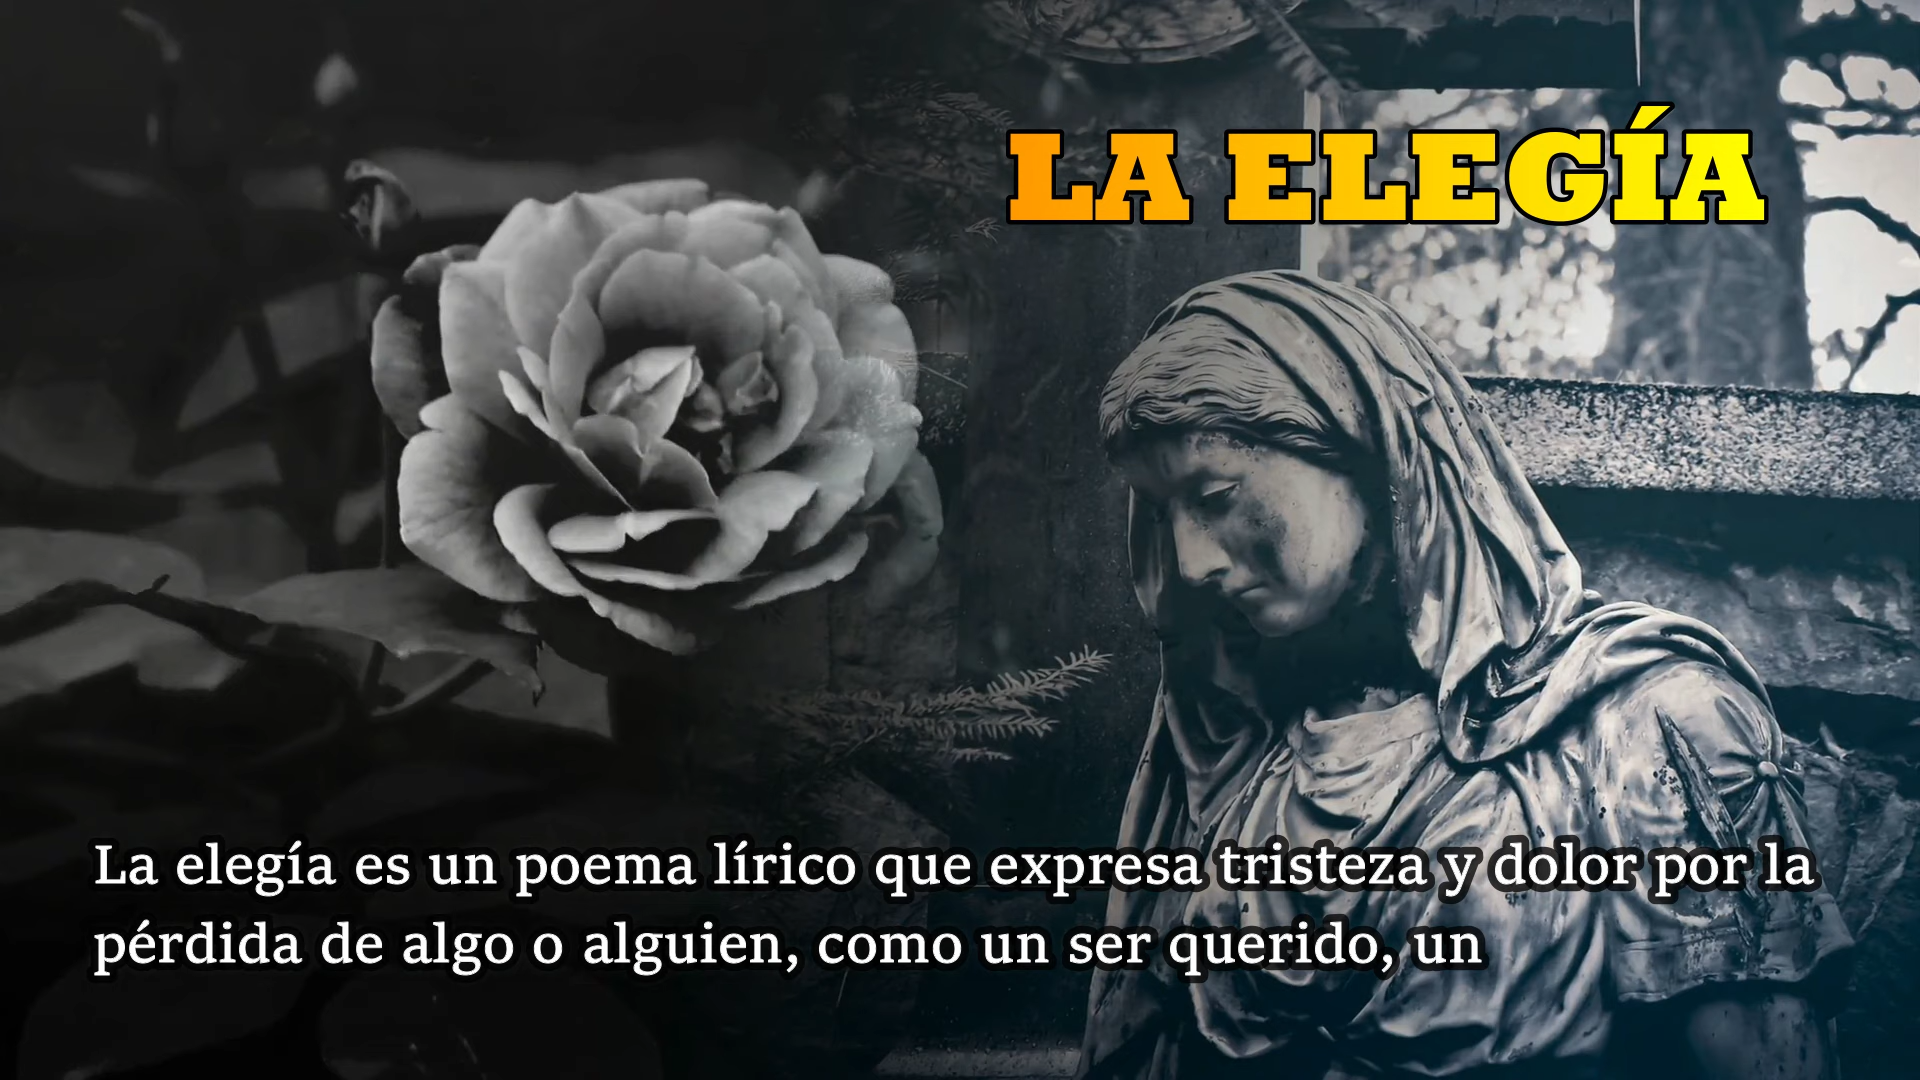 LA ELEGÍA
La elegía es un poema lírico que expresa tristeza y dolor por la
pérdida de algo o alguien, como un ser querido, un